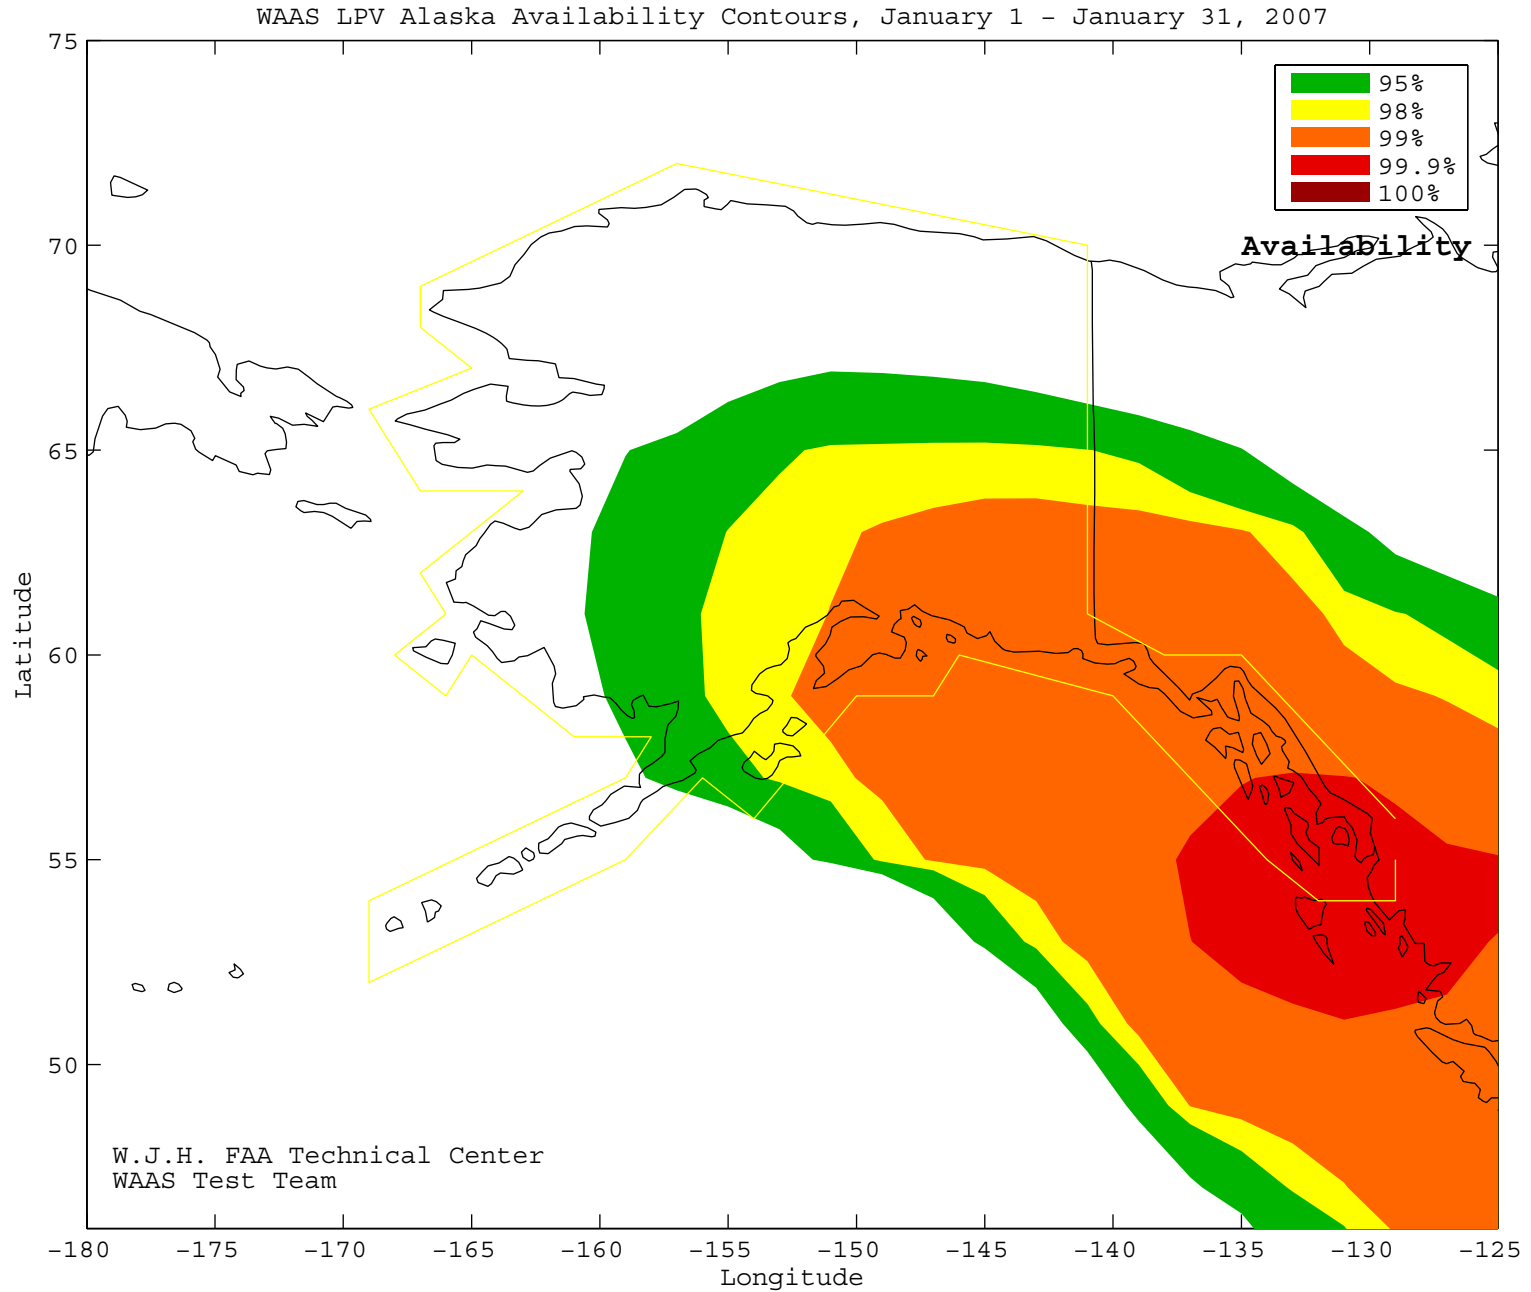 WAAS LPV Alaska Availability Contours, January 1 – January 31, 2007
75
70
65
60
55
50
Latitude
95%
98%
99%
99.9%
100%
Availability
W.J.H. FAA Technical Center
WAAS Test Team
−180 −175 −170 −165 −160 −155 −150 −145 −140 −135 −130 −125
Longitude